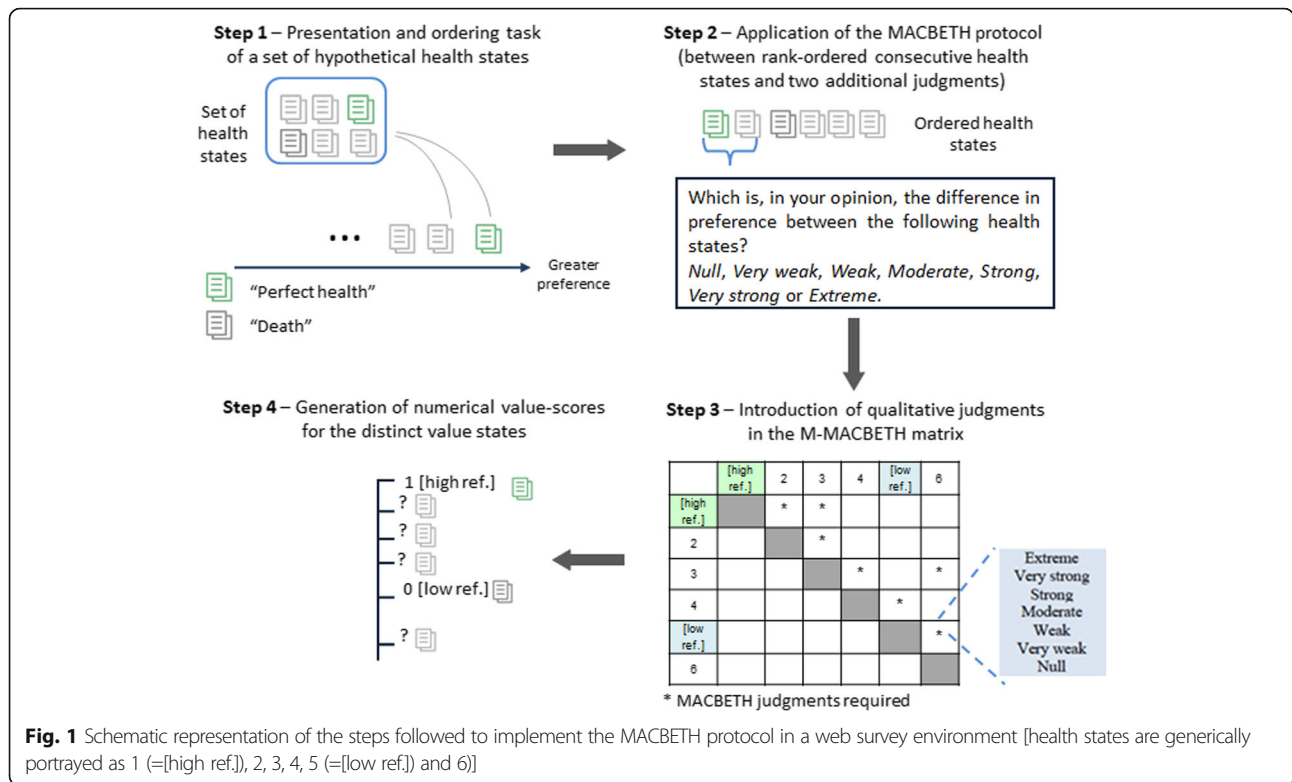 Step 1 – Presentation and ordering task
of a set of hypothetical health states
Set of
health
states
...
Greater
preference
"Perfect health"
"Death"
Step 2 – Application of the MACBETH protocol
(between rank-ordered consecutive health
states and two additional judgments)
Ordered health
states
Which is, in your opinion, the difference in
preference between the following health
states?
Null, Very weak, Weak, Moderate, Strong,
Very strong or Extreme.
Step 4 – Generation of numerical value-scores
for the distinct value states
1 [high ref.]
?
?
?
0 [low ref.]
?
Step 3 – Introduction of qualitative judgments
in the M-MACBETH matrix
[high ref.] 2 3 4 [low ref.] 6
[high ref.] * *
2 *
3 * *
4 *
[low ref.] *
6
* MACBETH judgments required
Extreme
Very strong
Strong
Moderate
Weak
Very weak
Null
Fig. 1 Schematic representation of the steps followed to implement the MACBETH protocol in a web survey environment [health states are generically
portrayed as 1 (=[high ref.]), 2, 3, 4, 5 (=[low ref.]) and 6)]